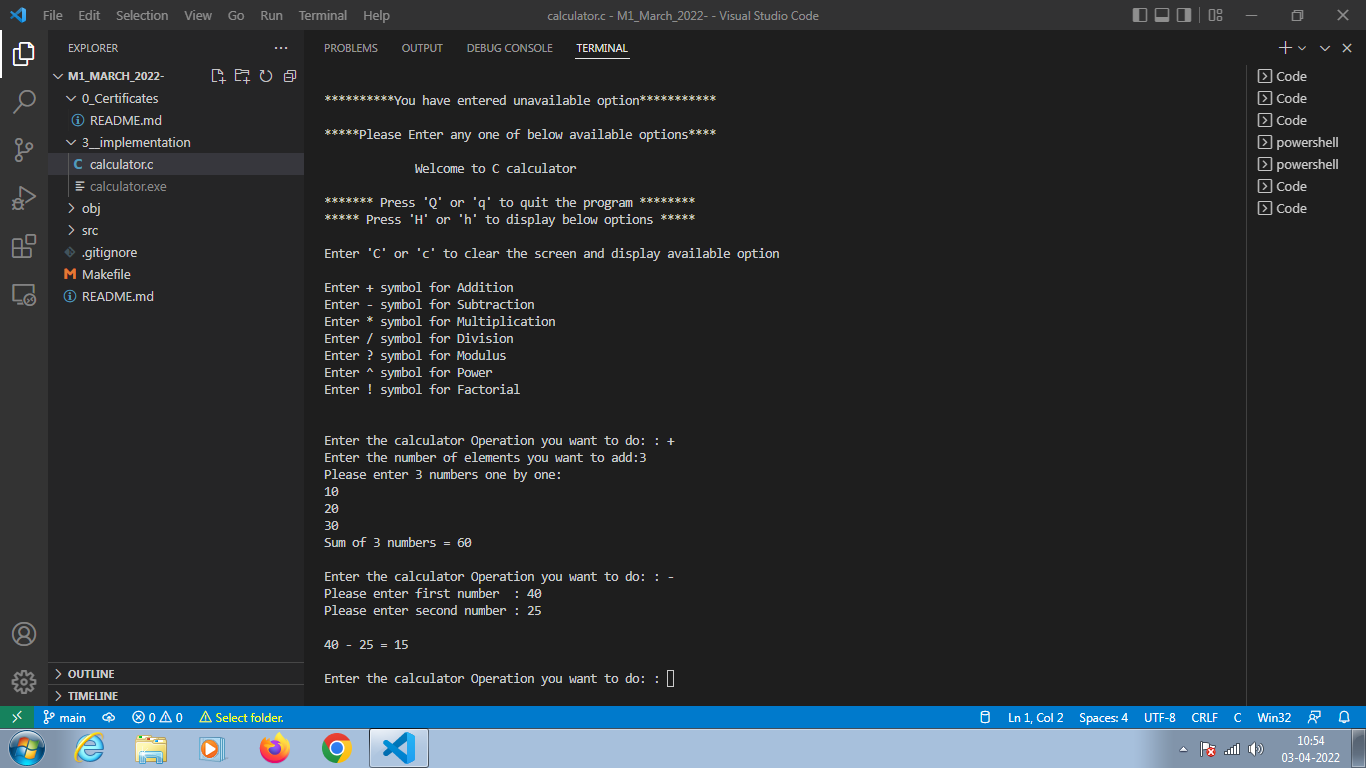 File Edit Selection View Go Run Terminal Help calculator.c - M1_March_2022- - Visual Studio Code
EXPLORER
M1_MARCH_2022-
0_Certificates
README.md
3__implementation
calculator.c
calculator.exe
obj
src
.gitignore
Makefile
README.md
OUTLINE
TIMELINE
PROBLEMS OUTPUT DEBUG CONSOLE TERMINAL
**********You have entered unavailable option***********
*****Please Enter any one of below available options****
Welcome to C calculator
******* Press 'Q' or 'q' to quit the program ********
***** Press 'H' or 'h' to display below options *****
Enter 'C' or 'c' to clear the screen and display available option
Enter + symbol for Addition
Enter - symbol for Subtraction
Enter * symbol for Multiplication
Enter / symbol for Division
Enter ? symbol for Modulus
Enter ^ symbol for Power
Enter ! symbol for Factorial
Enter the calculator Operation you want to do: : +
Enter the number of elements you want to add:3
Please enter 3 numbers one by one:
10
20
30
Sum of 3 numbers = 60
Enter the calculator Operation you want to do: : -
Please enter first number  : 40
Please enter second number : 25
40 - 25 = 15
Enter the calculator Operation you want to do: :
Code
Code
Code
powershell
powershell
Code
Code
main 0 0 Select folder. Ln 1, Col 2 Spaces: 4 UTF-8 CRLF C Win32
10:54
03-04-2022